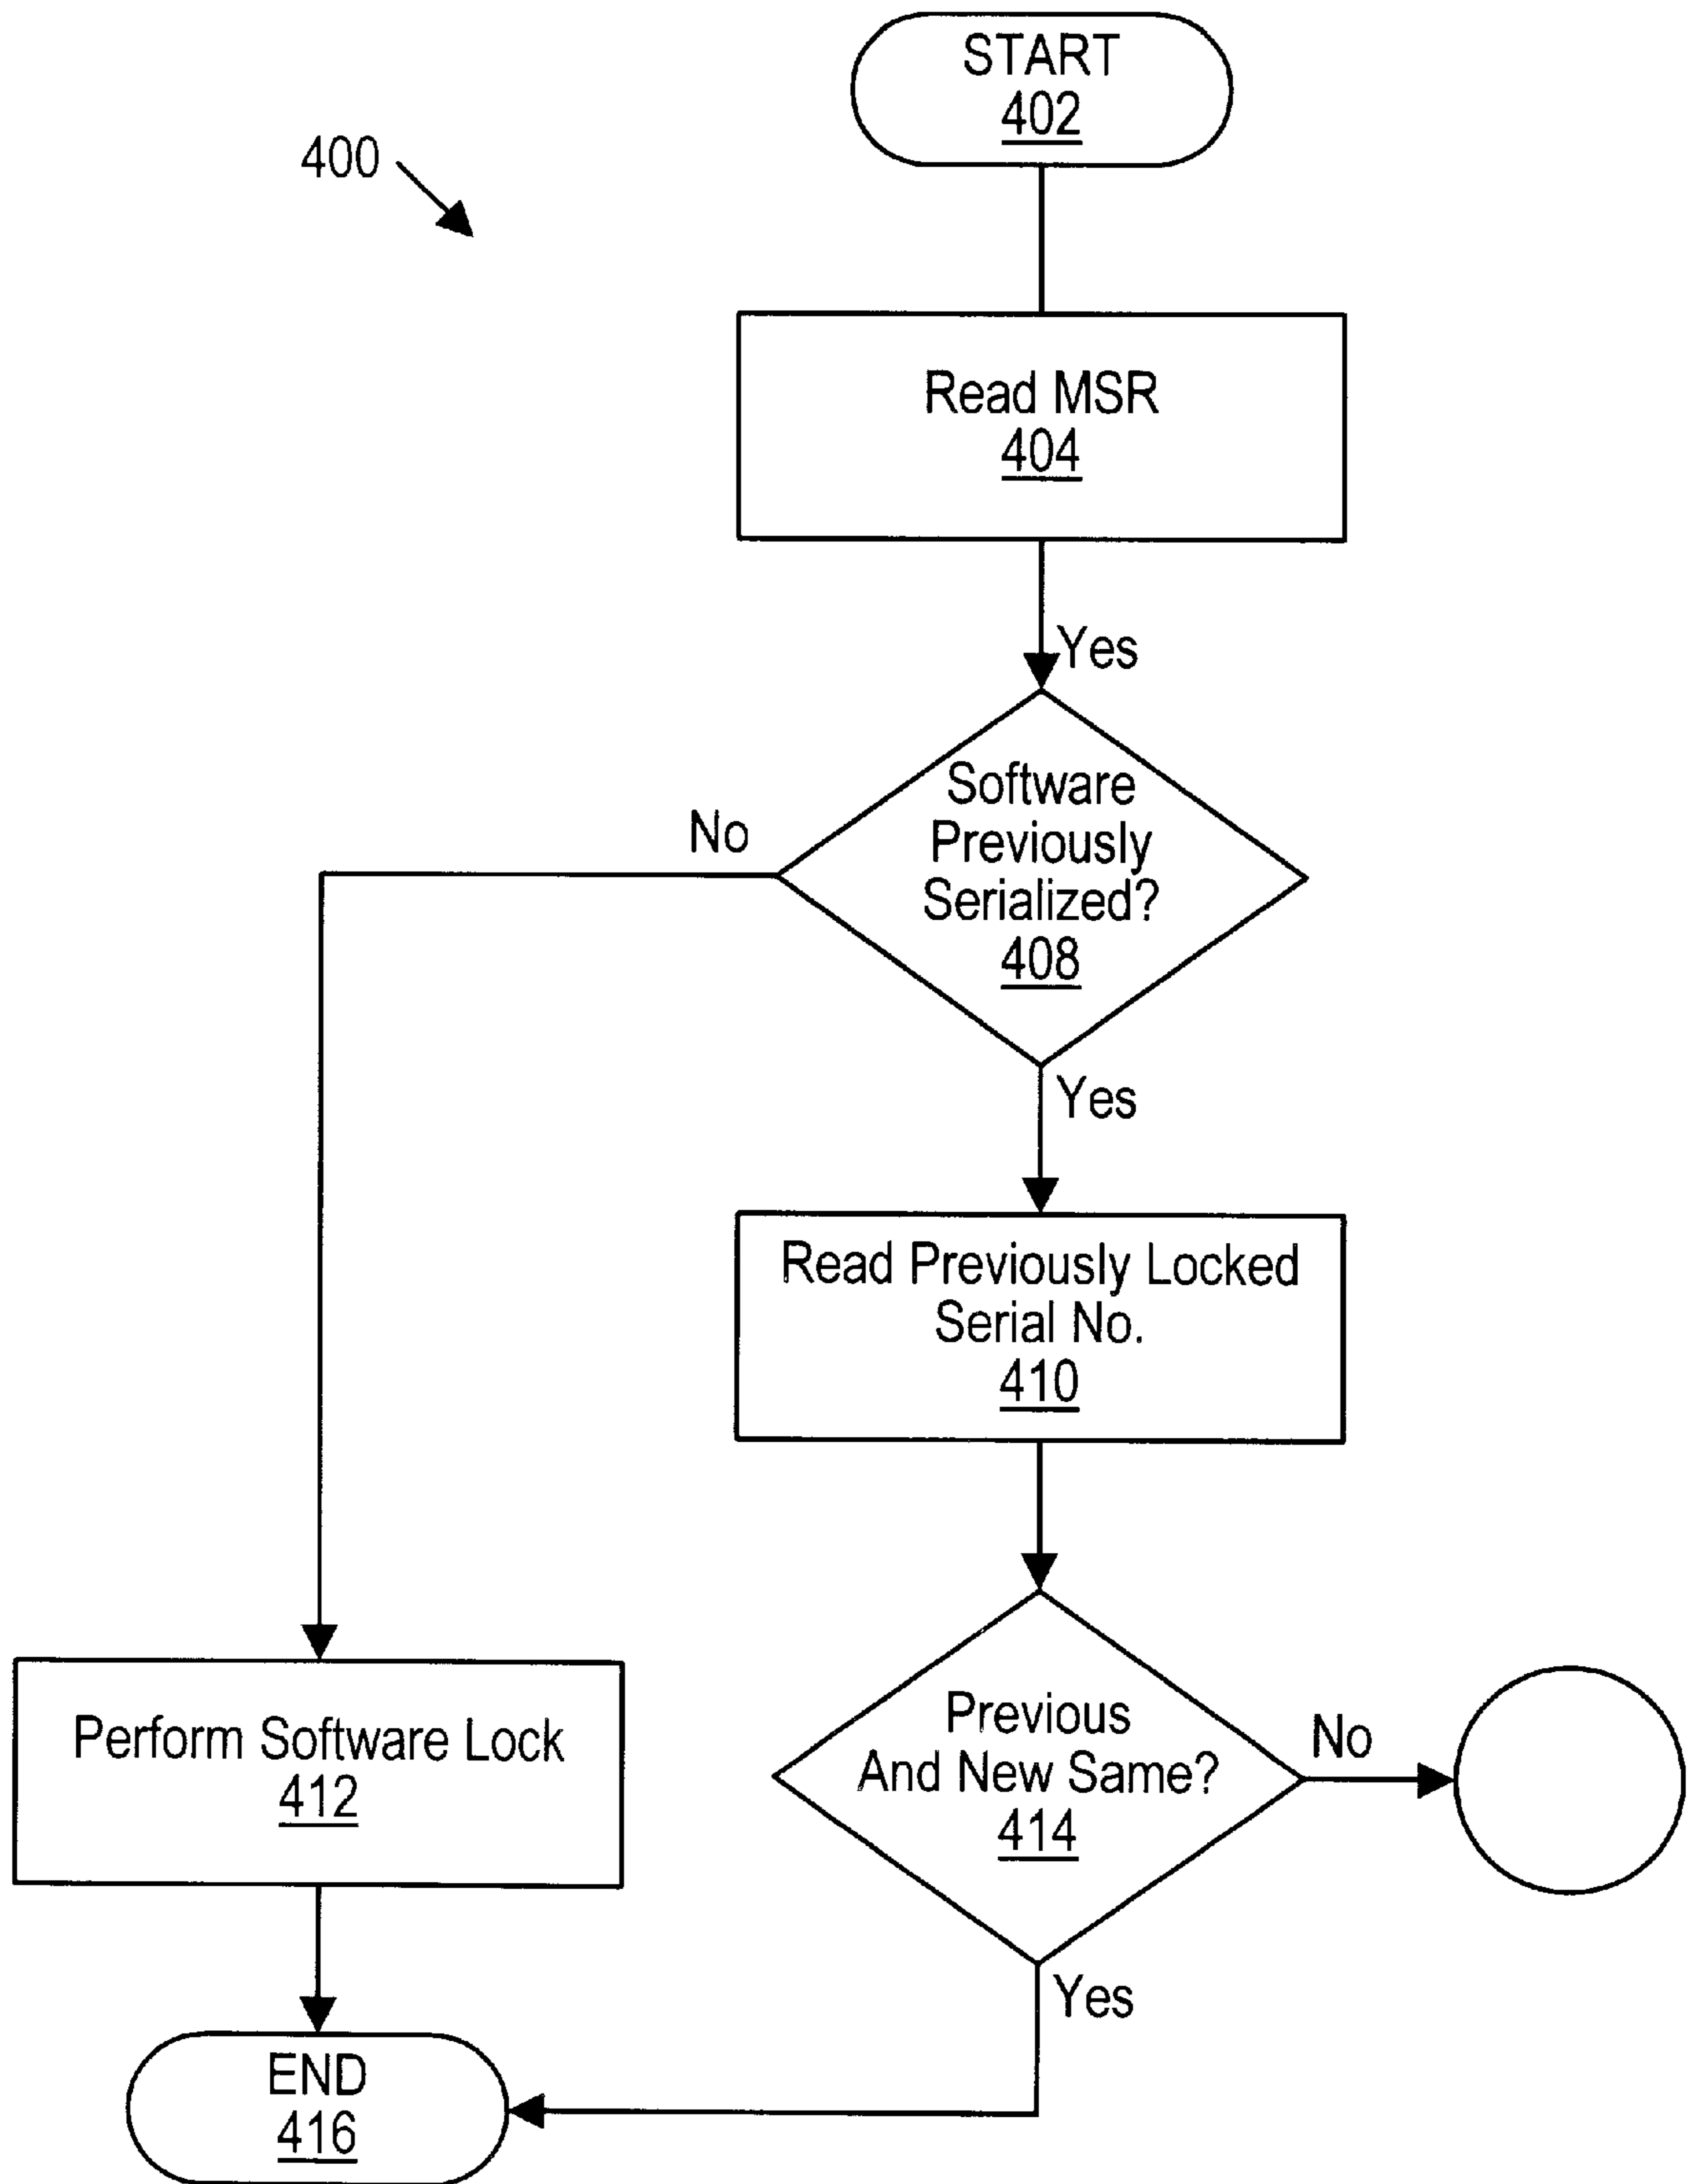 START
402
400
Read MSR
404
Yes
Software
Previously
Serialized?
408
No
Yes
Read Previously Locked
Serial No.
410
Previous
And New Same?
414
No
Perform Software Lock
412
Yes
END
416